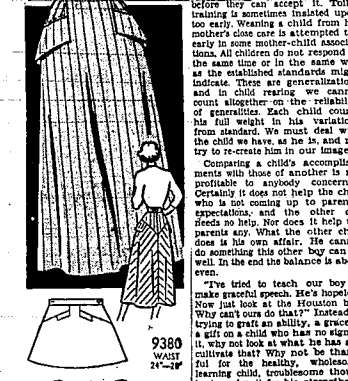 9380
WAIST
24"—28"
before they can accept it. Toil
training is sometimes insisted upo
too early. Weaning a child from h
mother's close care is attempted t
early in some mother-child associ
tions. All children do not respond
the same time or in the same w
as the established standards mig
indicate. These are generalizatio
and in child rearing we cann
count altogether on the reliabil
of generalities. Each child coun
his full weight in his variatio
from standard. We must deal w
the child we have, as he is, and n
try to re-create him in our image
Comparing a child's accomplis
ments with those of another is n
profitable to anybody concern
Certainly it does not help the ch
who is not coming up to paren
expectations, and the other c
needs no help. Nor does it help t
parents any. What the other ch
does is his own affair. He cann
do something this other boy can
well. In the end the balance is ab
even.
"I've tried to teach our boy
make graceful speech. He's hopele
Now just look at the Houston b
Why can't ours do that?" Instead
trying to graft an ability, a grace
a gift on a child who has no sign
it, why not look at what he has a
cultivate that? Why not be than
ful for the healthy, wholeso
learning child, troublesome thou